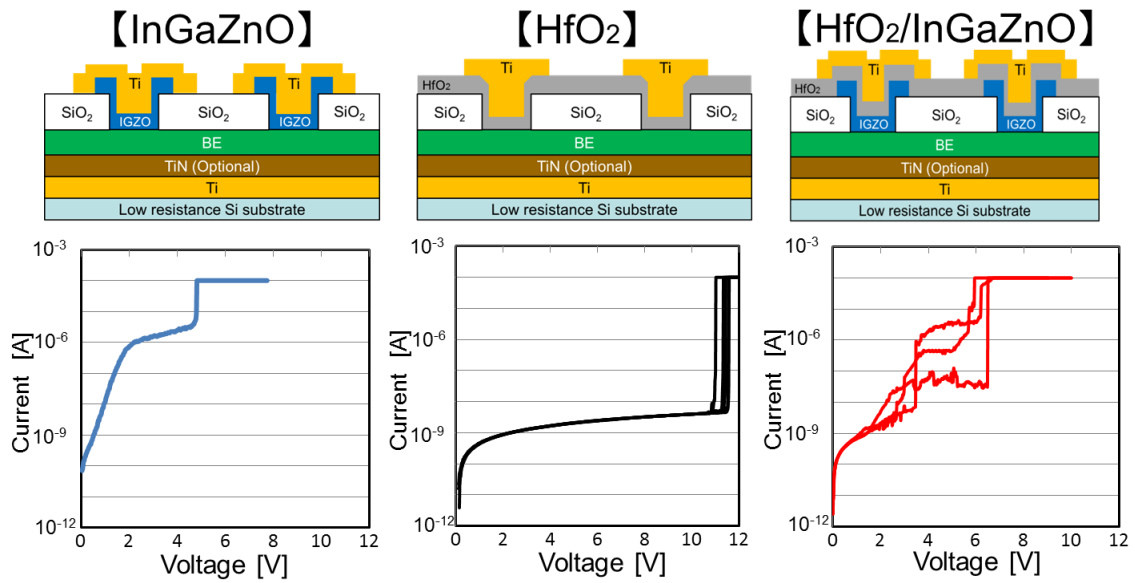 【InGaZnO】
Ti
SiO₂
SiO₂
SiO₂
IGZO
IGZO
BE
TiN (Optional)
Ti
Low resistance Si substrate
【HfO₂】
Ti
Ti
HfO₂
SiO₂
SiO₂
SiO₂
BE
TiN (Optional)
Ti
Low resistance Si substrate
【HfO₂/InGaZnO】
Ti
Ti
HfO₂
SiO₂
SiO₂
SiO₂
IGZO
IGZO
BE
TiN (Optional)
Ti
Low resistance Si substrate
10⁻³
10⁻⁶
10⁻⁹
10⁻¹²
Current [A]
0 2 4 6 8 10 12
Voltage [V]
10⁻³
10⁻⁶
10⁻⁹
10⁻¹²
Current [A]
0 2 4 6 8 10 12
Voltage [V]
10⁻³
10⁻⁶
10⁻⁹
10⁻¹²
Current [A]
0 2 4 6 8 10 12
Voltage [V]